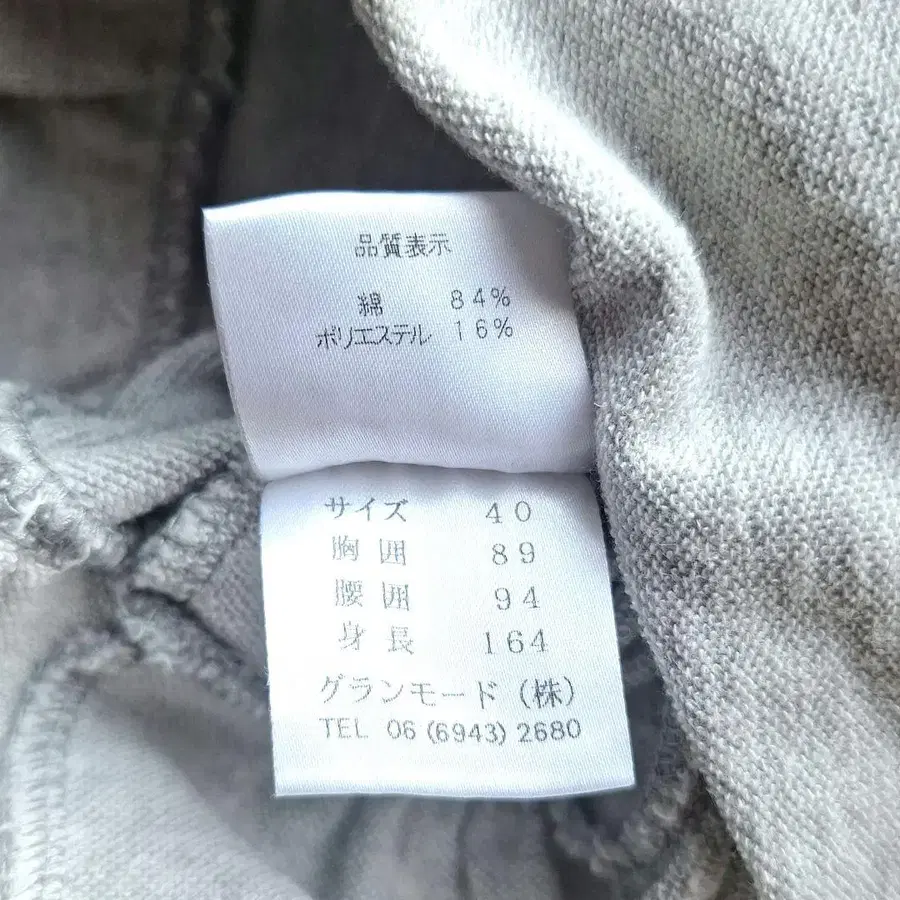 品質表示
綿 84%
ポリエステル 16%
サイズ 40
胸囲 89
腰囲 94
身長 164
グランモード(株)
TEL 06(6943)2680